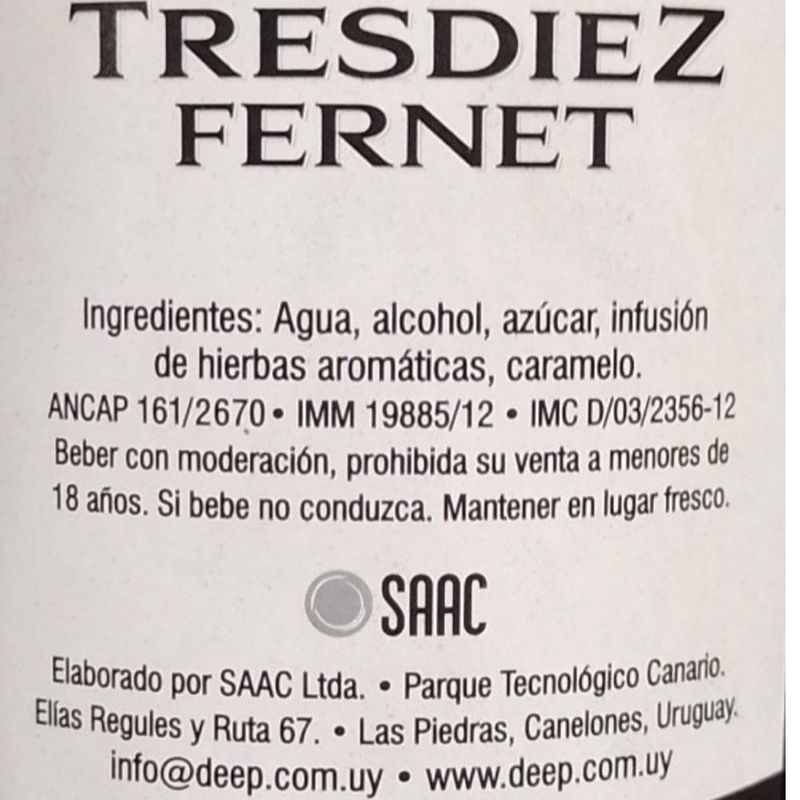 TRESDIEZ
FERNET
Ingredientes: Agua, alcohol, azúcar, infusión
de hierbas aromáticas, caramelo.
ANCAP 161/2670 • IMM 19885/12 • IMC D/03/2356-12
Beber con moderación, prohibida su venta a menores de
18 años. Si bebe no conduzca. Mantener en lugar fresco.
SAAC
Elaborado por SAAC Ltda. • Parque Tecnológico Canario.
Elías Regules y Ruta 67. • Las Piedras, Canelones, Uruguay.
info@deep.com.uy • www.deep.com.uy